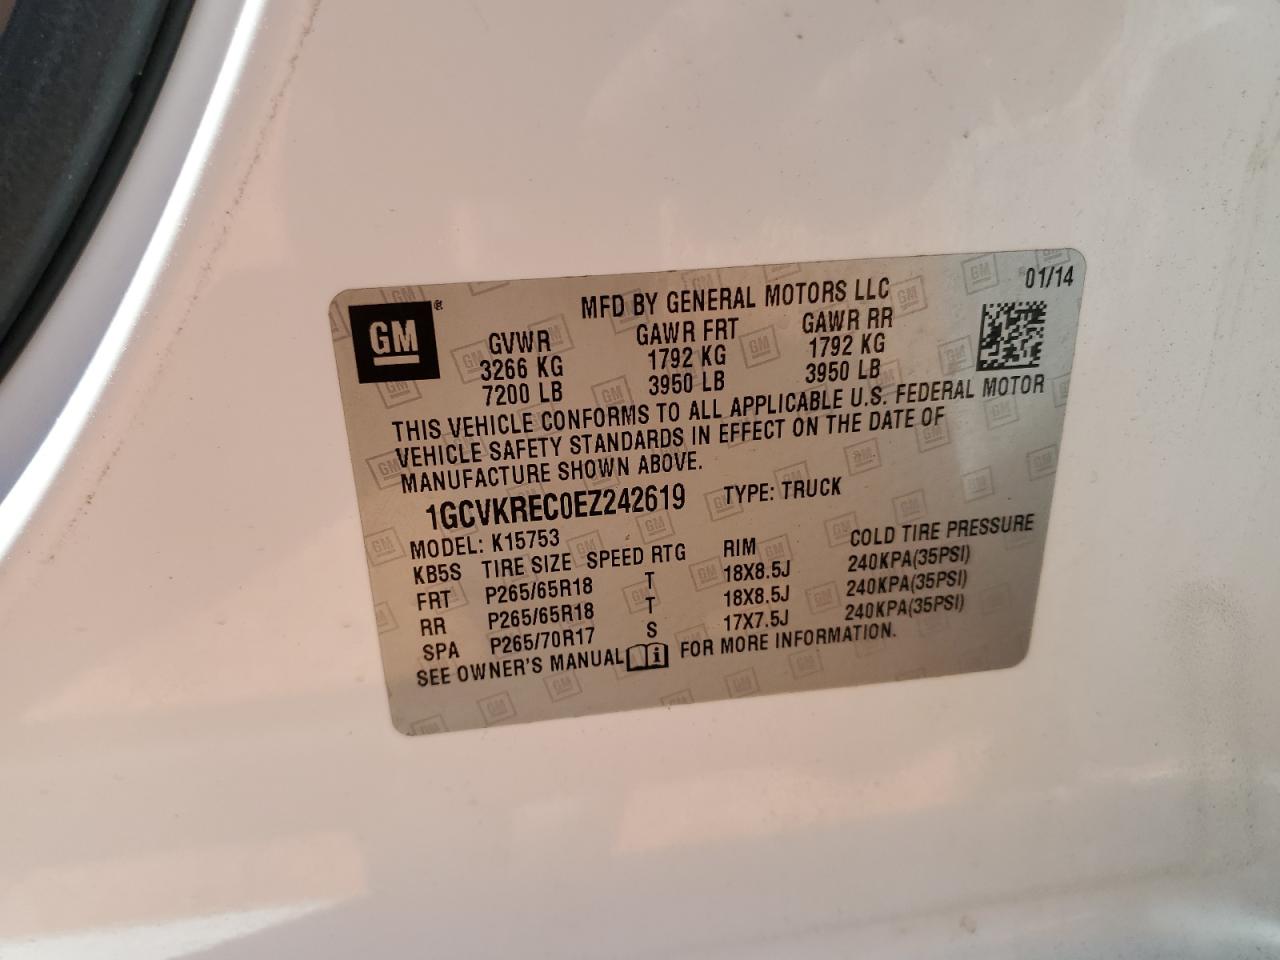 GM ®
MFD BY GENERAL MOTORS LLC 01/14
GVWR GAWR FRT GAWR RR
3266 KG 1792 KG 1792 KG
7200 LB 3950 LB 3950 LB
THIS VEHICLE CONFORMS TO ALL APPLICABLE U.S. FEDERAL MOTOR
VEHICLE SAFETY STANDARDS IN EFFECT ON THE DATE OF
MANUFACTURE SHOWN ABOVE.
1GCVKREC0EZ242619 TYPE: TRUCK
MODEL: K15753
KB5S TIRE SIZE SPEED RTG RIM COLD TIRE PRESSURE
FRT P265/65R18 T 18X8.5J 240KPA(35PSI)
RR P265/65R18 T 18X8.5J 240KPA(35PSI)
SPA P265/70R17 S 17X7.5J 240KPA(35PSI)
SEE OWNER'S MANUAL i FOR MORE INFORMATION.